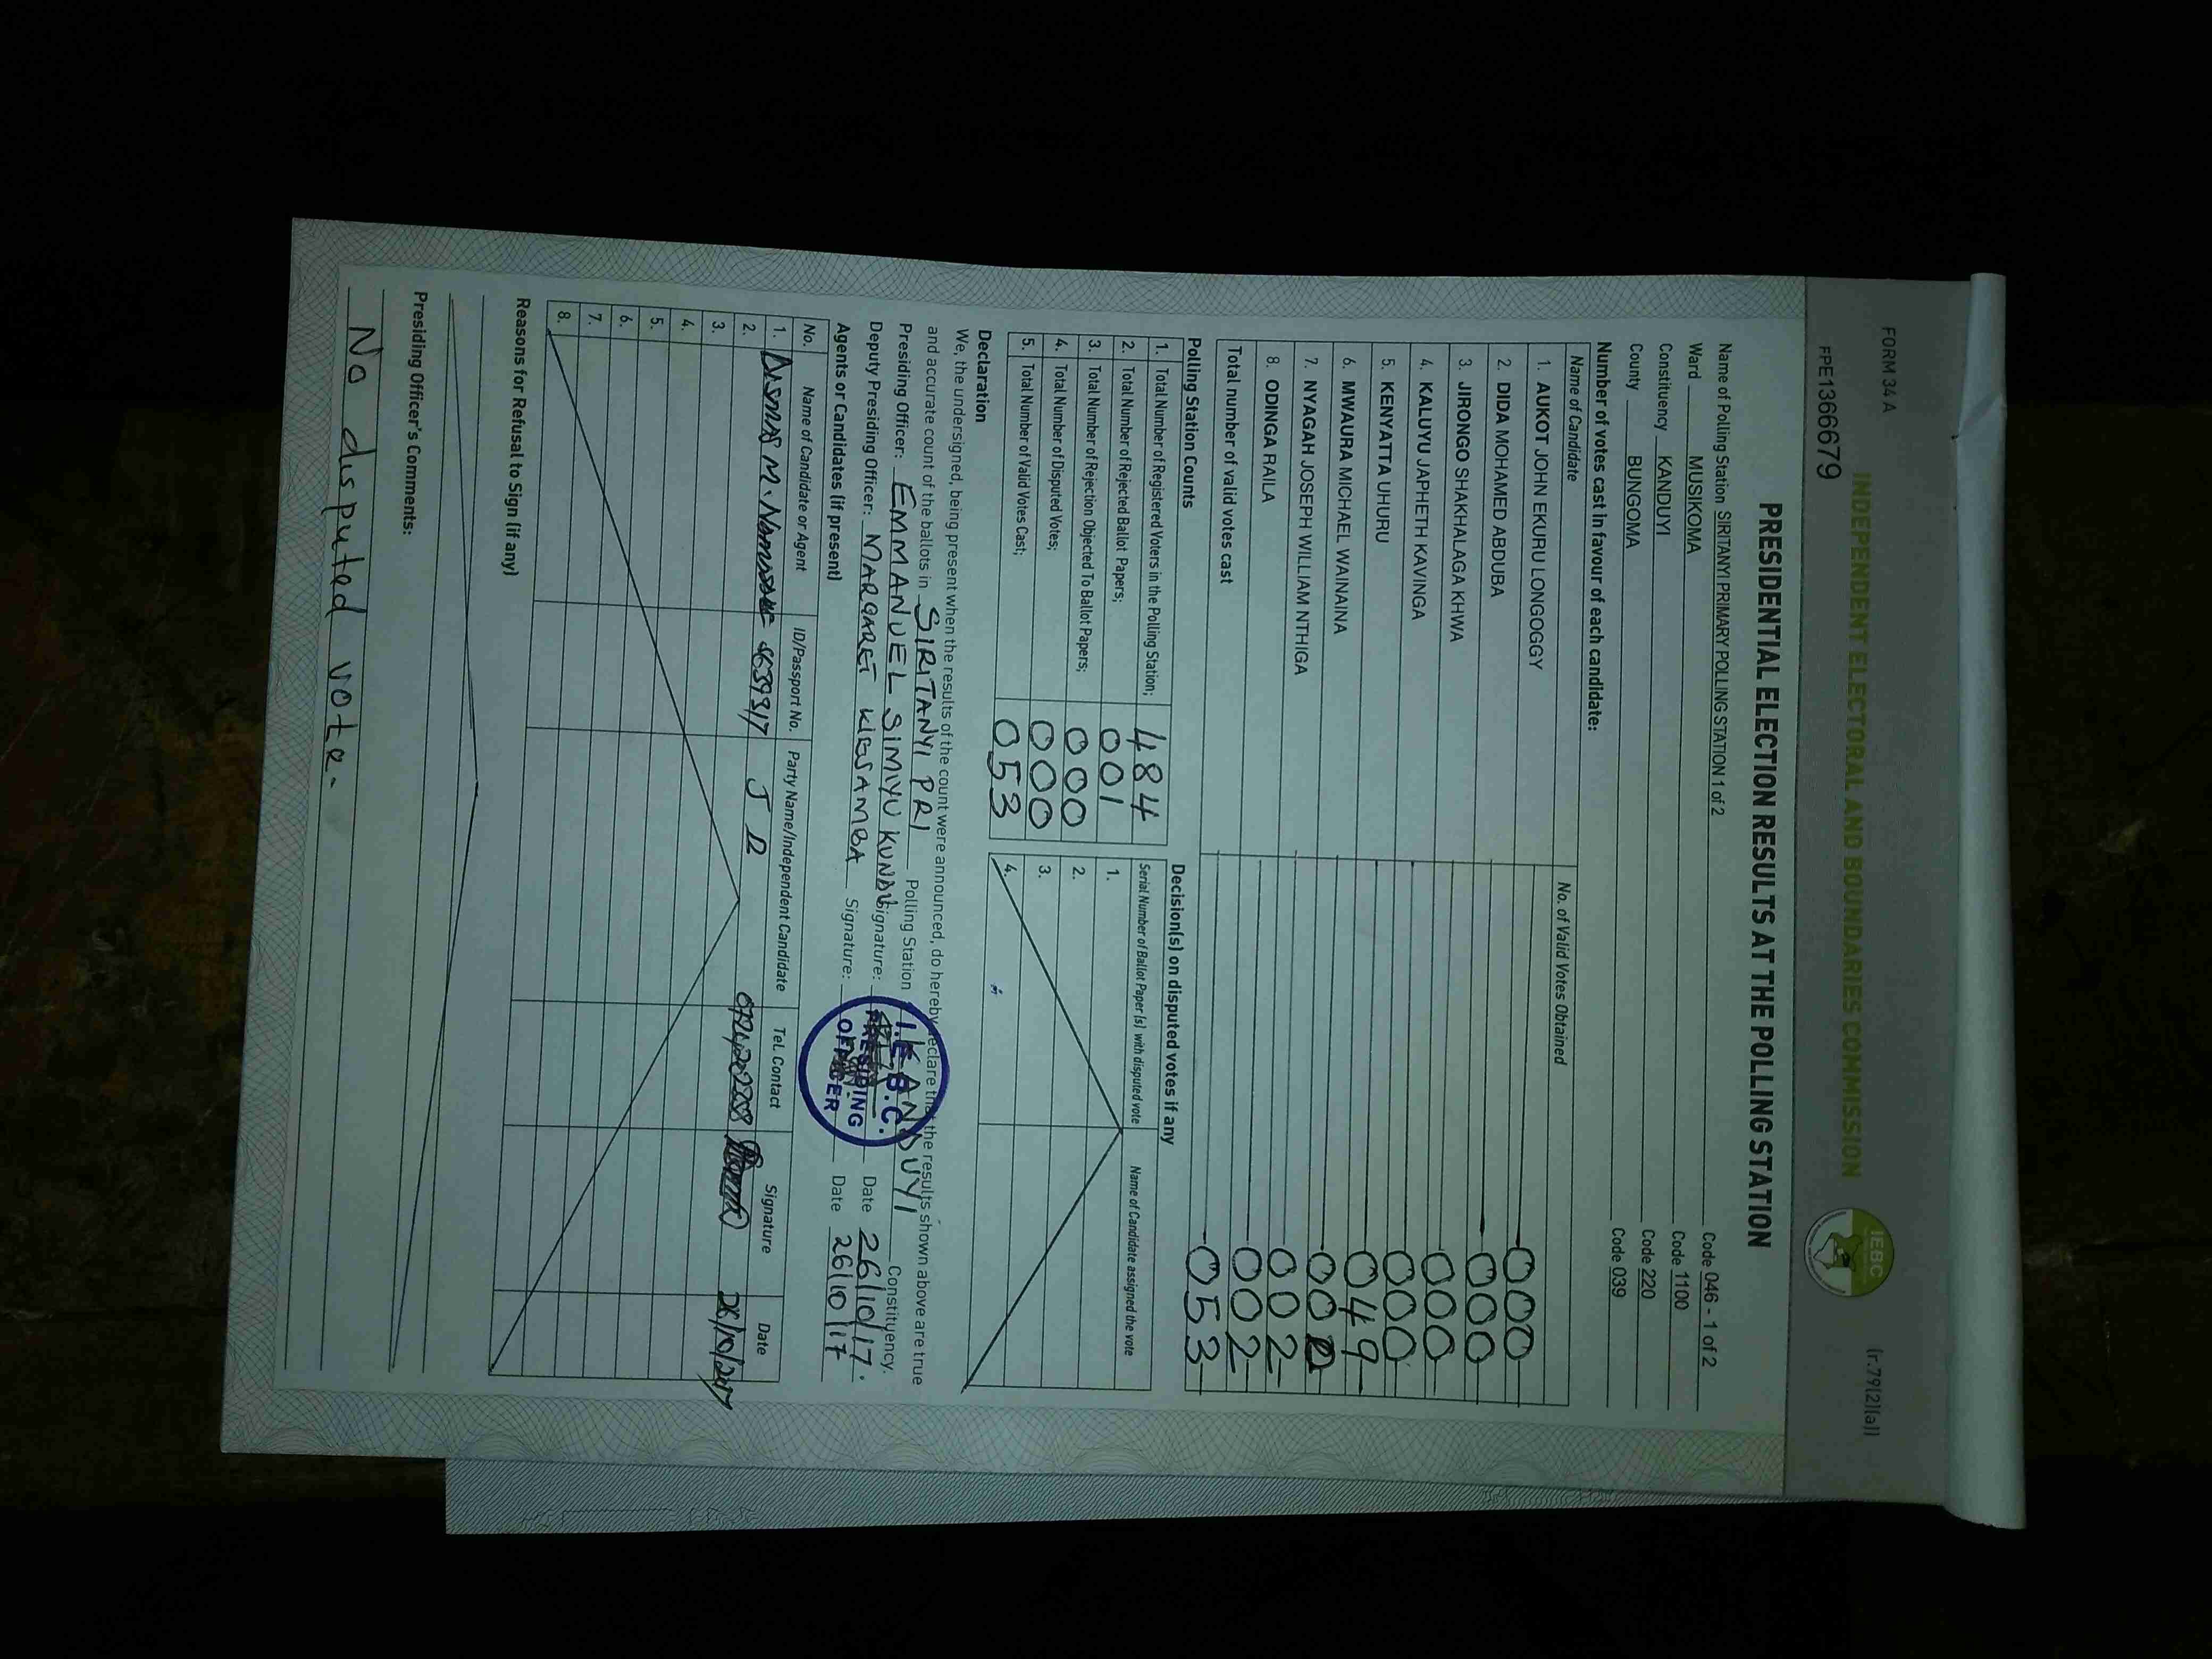 FORM 34 A (r.79(2)(a))
INDEPENDENT ELECTORAL AND BOUNDARIES COMMISSION
IEBC
FPE1366679
PRESIDENTIAL ELECTION RESULTS AT THE POLLING STATION
Name of Polling Station SIRITANYI PRIMARY POLLING STATION 1 of 2 Code 046 - 1 of 2
Ward MUSIKOMA Code 1100
Constituency KANDUYI Code 220
County BUNGOMA Code 039
Number of votes cast in favour of each candidate:
Name of Candidate No. of Valid Votes Obtained
1. AUKOT JOHN EKURU LONGOGGY 000
2. DIDA MOHAMED ABDUBA 000
3. JIRONGO SHAKHALAGA KHWA 000
4. KALUYU JAPHETH KAVINGA 000
5. KENYATTA UHURU 049
6. MWAURA MICHAEL WAINAINA 000
7. NYAGAH JOSEPH WILLIAM NTHIGA 002
8. ODINGA RAILA 002
Total number of valid votes cast 053
Polling Station Counts
1. Total Number of Registered Voters in the Polling Station; 484
2. Total Number of Rejected Ballot Papers; 001
3. Total Number of Rejection Objected To Ballot Papers; 000
4. Total Number of Disputed Votes; 000
5. Total Number of Valid Votes Cast; 053
Decision(s) on disputed votes if any
Serial Number of Ballot Paper (s) with disputed vote Name of Candidate assigned the vote
1.
2.
3.
4.
Declaration
We, the undersigned, being present when the results of the count were announced, do hereby declare that the results shown above are true
and accurate count of the ballots in SIRITANYI PRI Polling Station KANDUYI Constituency.
Presiding Officer: EMMANUEL SIMIYU KUNDU Signature: Date 26/10/17.
Deputy Presiding Officer: MARGARET Signature: Date 26/10/17
I.E.B.C.
PRESIDING
OFFICER
Agents or Candidates (if present)
No. Name of Candidate or Agent ID/Passport No. Party Name/Independent Candidate Tel. Contact Signature Date
1. DISMAS M. J P 26/10/2017
2.
3.
4.
5.
6.
7.
8.
Reasons for Refusal to Sign (if any)
Presiding Officer's Comments:
No disputed vote.